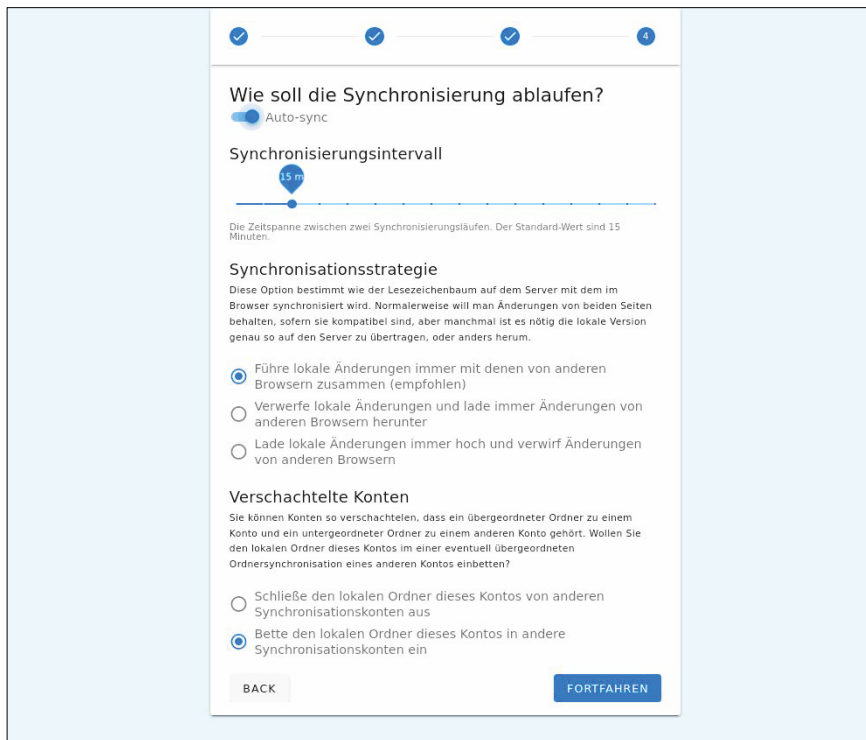 4
Wie soll die Synchronisierung ablaufen?
Auto-sync
Synchronisierungsintervall
15 m
Die Zeitspanne zwischen zwei Synchronisierungsläufen. Der Standard-Wert sind 15
Minuten.
Synchronisationsstrategie
Diese Option bestimmt wie der Lesezeichenbaum auf dem Server mit dem im
Browser synchronisiert wird. Normalerweise will man Änderungen von beiden Seiten
behalten, sofern sie kompatibel sind, aber manchmal ist es nötig die lokale Version
genau so auf den Server zu übertragen, oder anders herum.
Führe lokale Änderungen immer mit denen von anderen
Browsern zusammen (empfohlen)
Verwerfe lokale Änderungen und lade immer Änderungen von
anderen Browsern herunter
Lade lokale Änderungen immer hoch und verwirf Änderungen
von anderen Browsern
Verschachtelte Konten
Sie können Konten so verschachtelen, dass ein übergeordneter Ordner zu einem
Konto und ein untergeordneter Ordner zu einem anderen Konto gehört. Wollen Sie
den lokalen Ordner dieses Kontos im einer eventuell übergeordneten
Ordnersynchronisation eines anderen Kontos einbetten?
Schließe den lokalen Ordner dieses Kontos von anderen
Synchronisationskonten aus
Bette den lokalen Ordner dieses Kontos in andere
Synchronisationskonten ein
BACK
FORTFAHREN